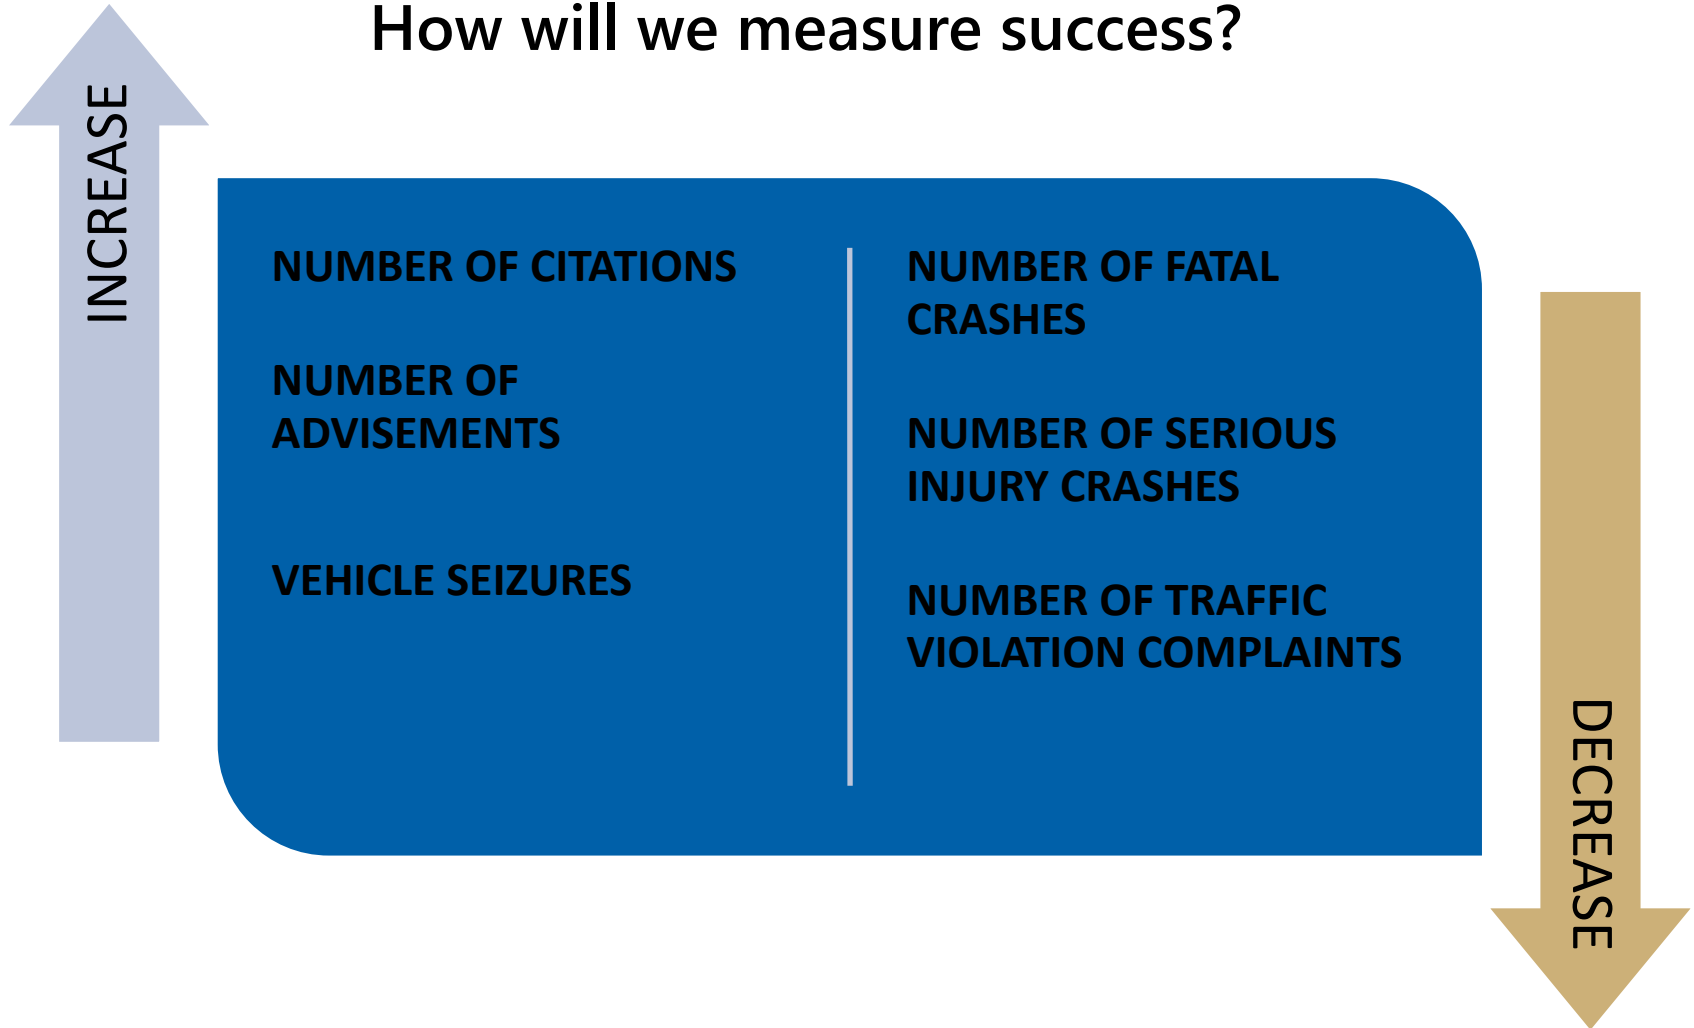 How will we measure success?
INCREASE
NUMBER OF CITATIONS
NUMBER OF
ADVISEMENTS
VEHICLE SEIZURES
NUMBER OF FATAL
CRASHES
NUMBER OF SERIOUS
INJURY CRASHES
NUMBER OF TRAFFIC
VIOLATION COMPLAINTS
DECREASE